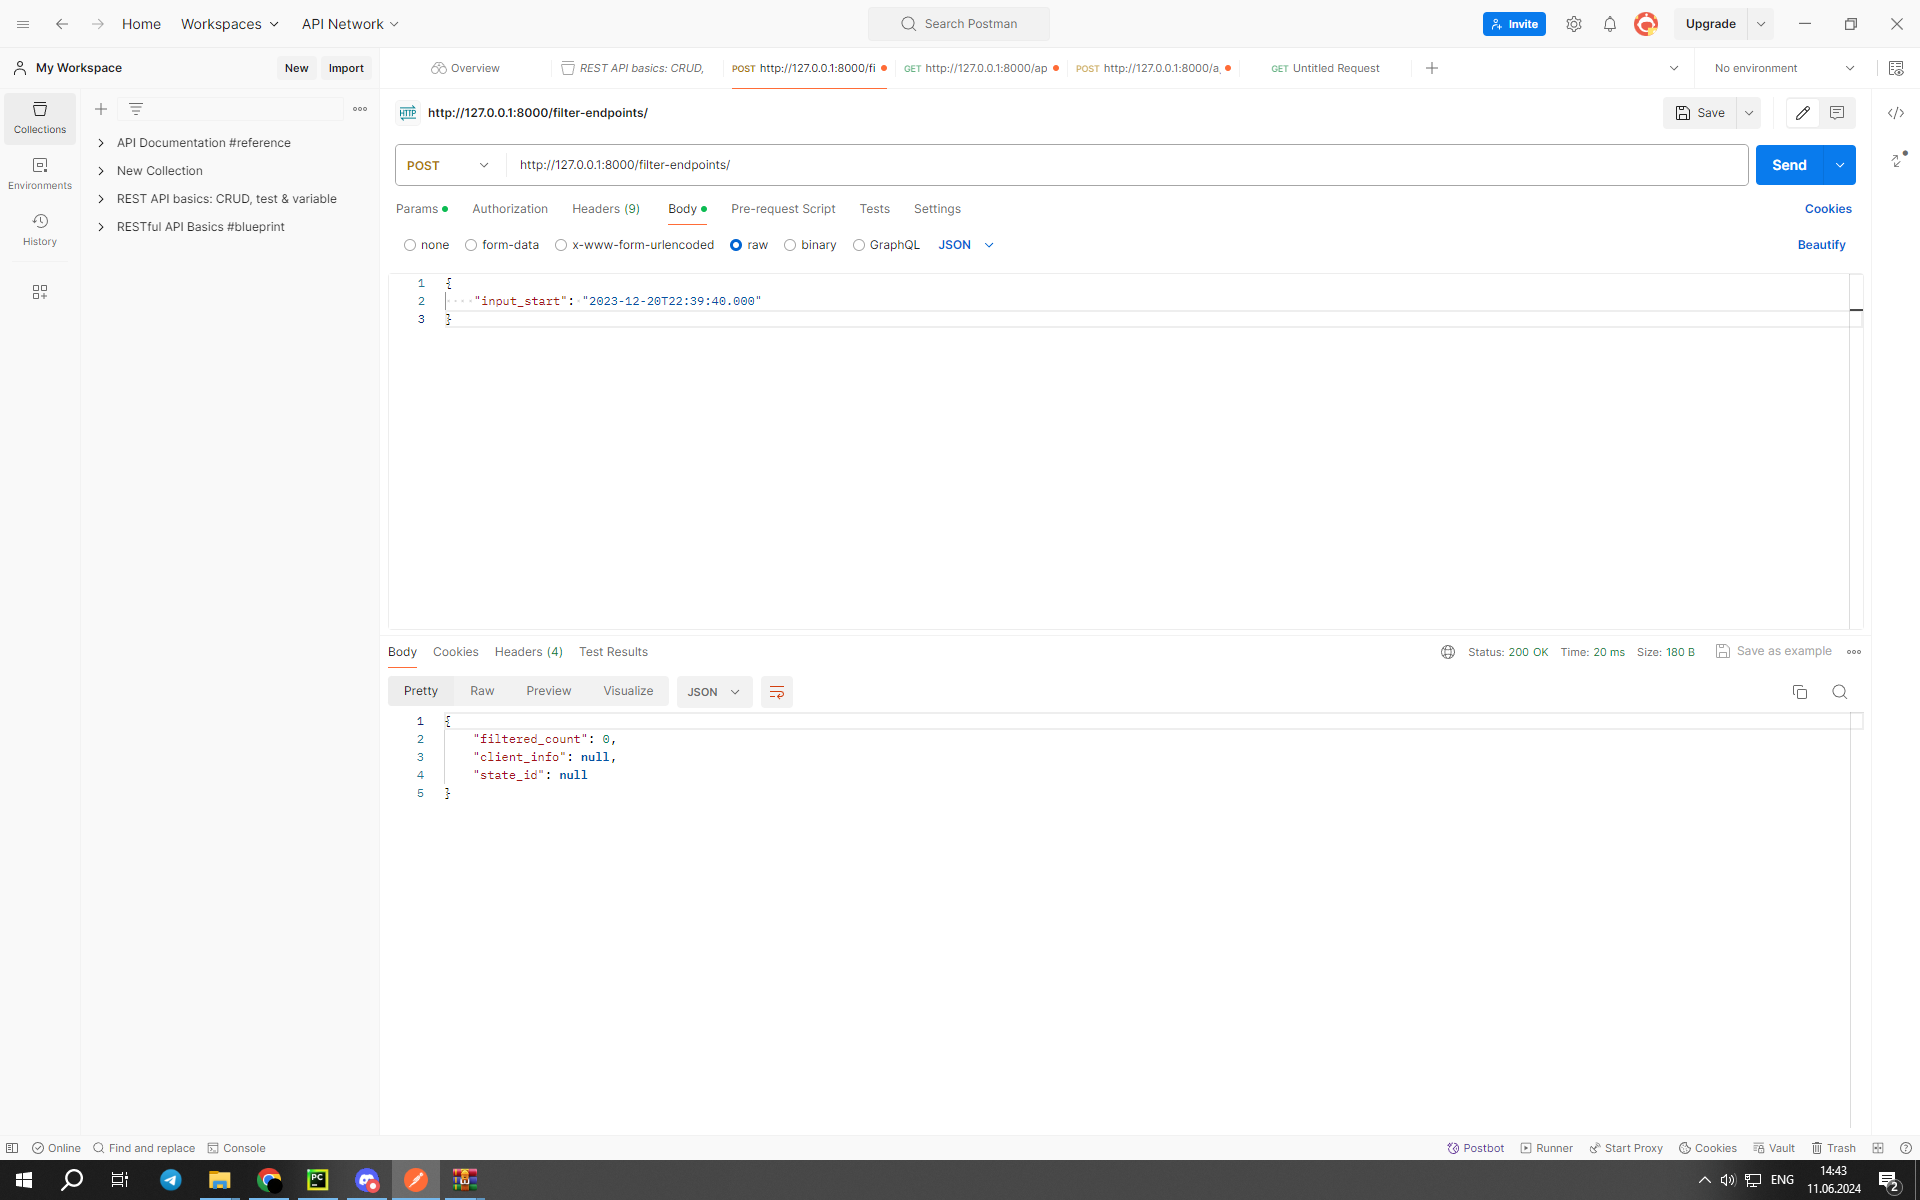 Home Workspaces API Network Search Postman Invite Upgrade
My Workspace New Import Overview REST API basics: CRUD, POST http://127.0.0.1:8000/fi GET http://127.0.0.1:8000/ap POST http://127.0.0.1:8000/a GET Untitled Request No environment
Collections
Environments
History
API Documentation #reference
New Collection
REST API basics: CRUD, test & variable
RESTful API Basics #blueprint
HTTP http://127.0.0.1:8000/filter-endpoints/ Save
POST http://127.0.0.1:8000/filter-endpoints/ Send
Params Authorization Headers (9) Body Pre-request Script Tests Settings Cookies
none form-data x-www-form-urlencoded raw binary GraphQL JSON Beautify
1 {
2 "input_start": "2023-12-20T22:39:40.000"
3 }
Body Cookies Headers (4) Test Results Status: 200 OK Time: 20 ms Size: 180 B Save as example
Pretty Raw Preview Visualize JSON
1 {
2 "filtered_count": 0,
3 "client_info": null,
4 "state_id": null
5 }
Online Find and replace Console Postbot Runner Start Proxy Cookies Vault Trash
PC ENG 14:43
11.06.2024 2